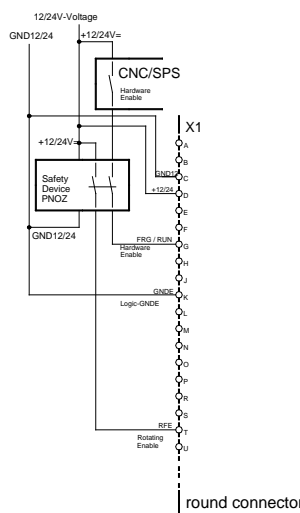 12/24V-Voltage
GND12/24
+12/24V=
CNC/SPS
Hardware
Enable
X1
A
B
GND12
C
+12/24
D
+12/24V=
Safety
Device
PNOZ
E
F
GND12/24
FRG / RUN
G
Hardware
Enable
H
J
GNDE
K
Logic-GNDE
L
M
N
O
P
R
S
RFE
T
Rotating
Enable
U
round connector